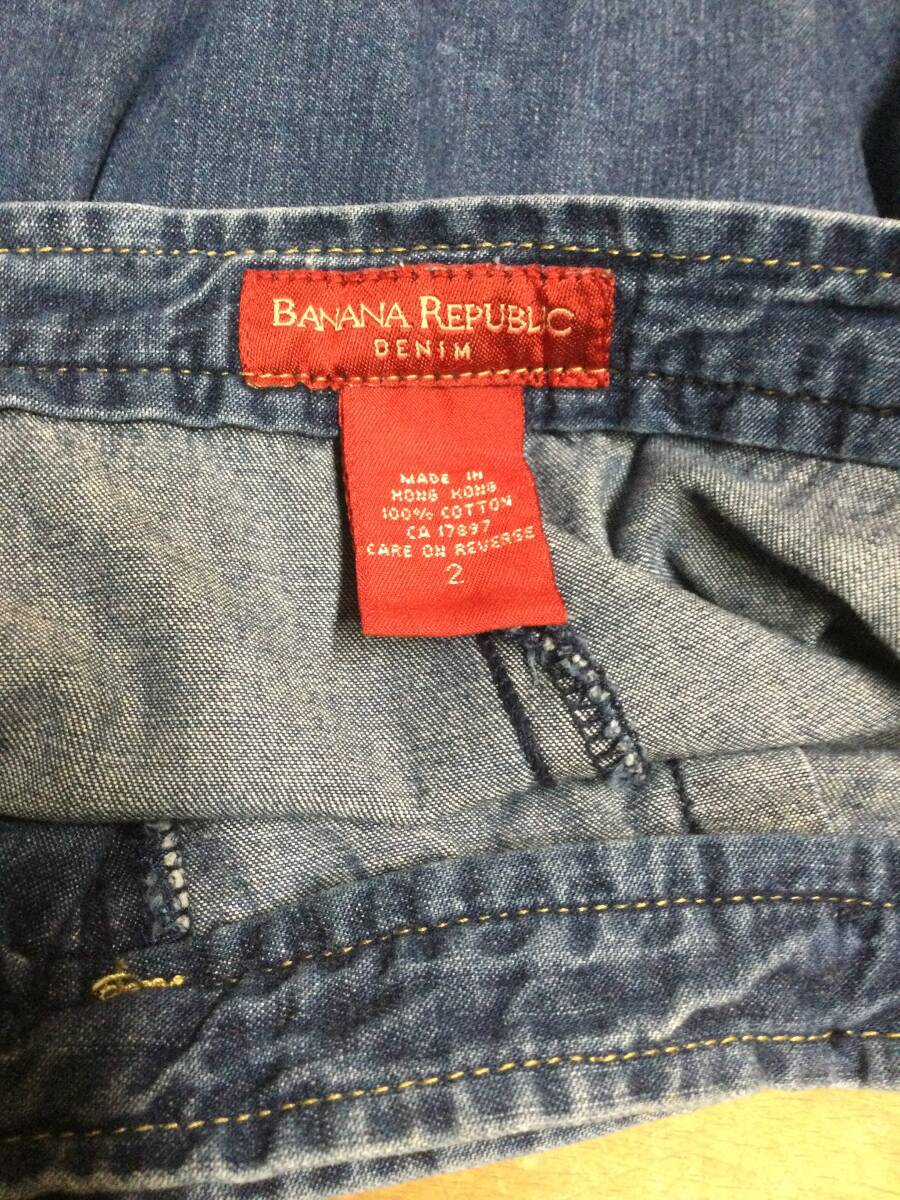 BANANA REPUBLIC
DENIM
MADE IN
HONG KONG
100% COTTON
CA 17897
CARE ON REVERSE
2